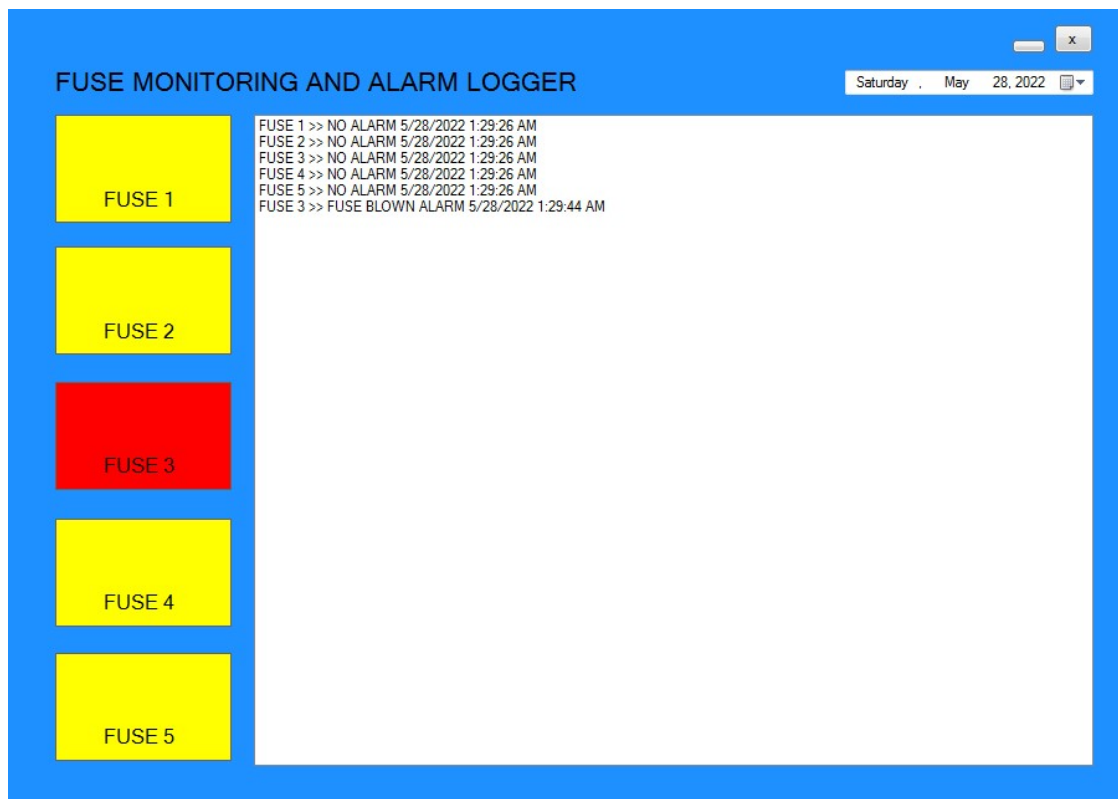 x
FUSE MONITORING AND ALARM LOGGER
Saturday , May 28, 2022
FUSE 1 >> NO ALARM 5/28/2022 1:29:26 AM
FUSE 2 >> NO ALARM 5/28/2022 1:29:26 AM
FUSE 3 >> NO ALARM 5/28/2022 1:29:26 AM
FUSE 4 >> NO ALARM 5/28/2022 1:29:26 AM
FUSE 5 >> NO ALARM 5/28/2022 1:29:26 AM
FUSE 3 >> FUSE BLOWN ALARM 5/28/2022 1:29:44 AM
FUSE 1
FUSE 2
FUSE 3
FUSE 4
FUSE 5